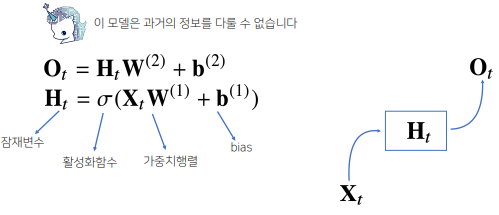 이 모델은 과거의 정보를 다룰 수 없습니다
O_t = H_t W^(2) + b^(2)
H_t = σ(X_t W^(1) + b^(1))
잠재변수
활성화함수
가중치행렬
bias
O_t
H_t
X_t